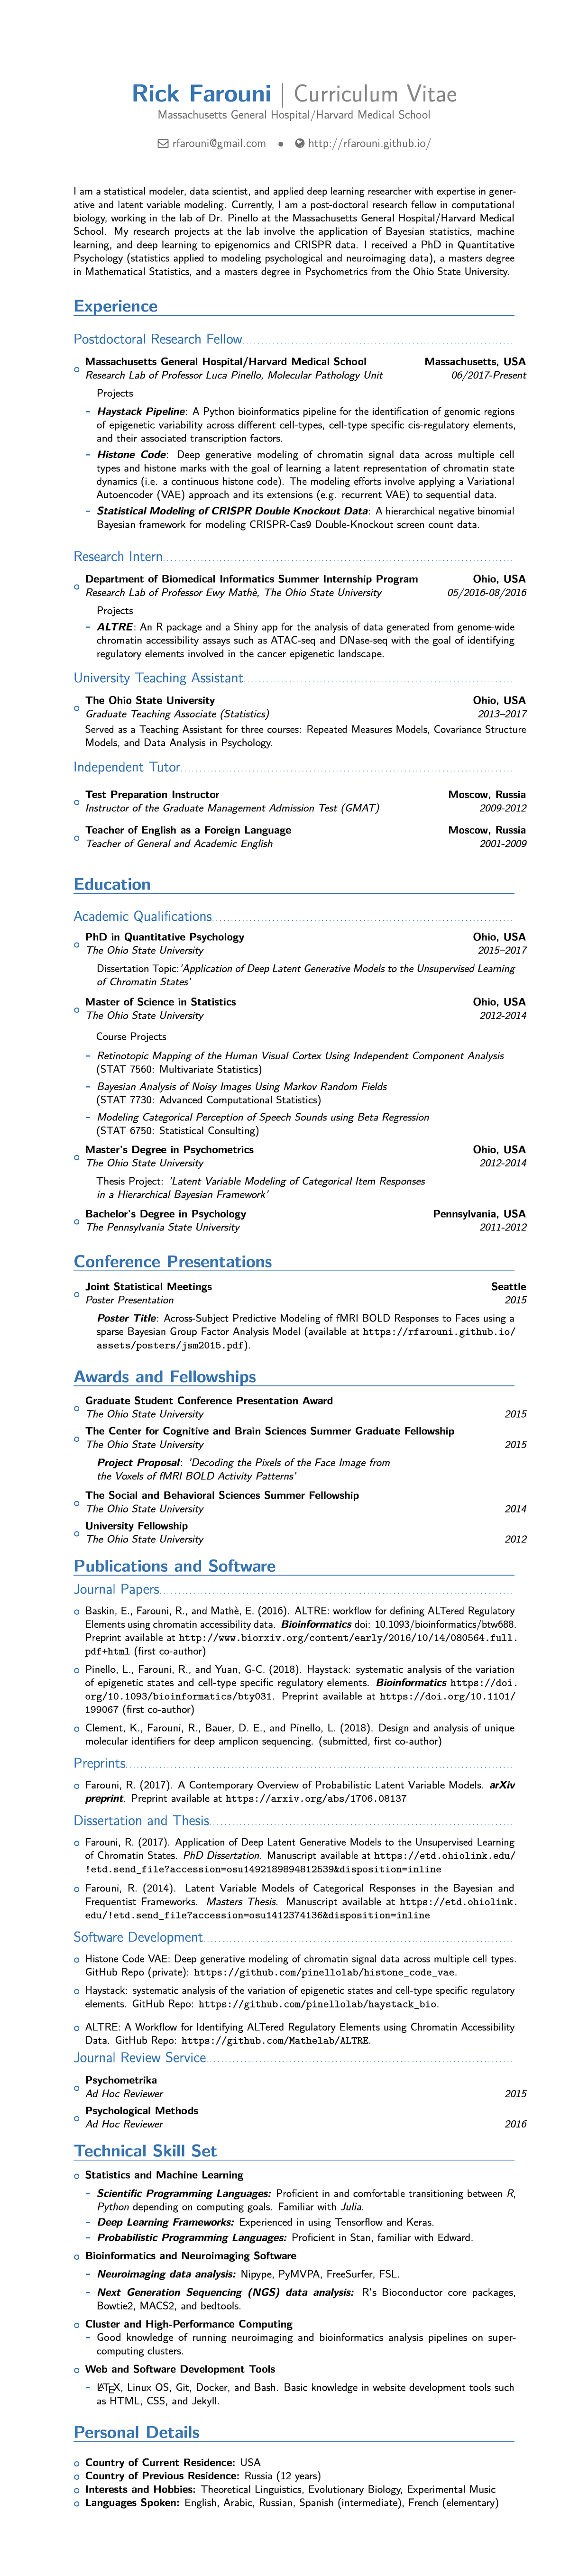 Rick Farouni | Curriculum Vitae
Massachusetts General Hospital/Harvard Medical School
rfarouni@gmail.com • http://rfarouni.github.io/
I am a statistical modeler, data scientist, and applied deep learning researcher with expertise in gener-
ative and latent variable modeling. Currently, I am a post-doctoral research fellow in computational
biology, working in the lab of Dr. Pinello at the Massachusetts General Hospital/Harvard Medical
School. My research projects at the lab involve the application of Bayesian statistics, machine
learning, and deep learning to epigenomics and CRISPR data. I received a PhD in Quantitative
Psychology (statistics applied to modeling psychological and neuroimaging data), a masters degree
in Mathematical Statistics, and a masters degree in Psychometrics from the Ohio State University.
Experience
Postdoctoral Research Fellow
Massachusetts General Hospital/Harvard Medical School Massachusetts, USA
Research Lab of Professor Luca Pinello, Molecular Pathology Unit 06/2017-Present
Projects
– Haystack Pipeline: A Python bioinformatics pipeline for the identification of genomic regions
of epigenetic variability across different cell-types, cell-type specific cis-regulatory elements,
and their associated transcription factors.
– Histone Code: Deep generative modeling of chromatin signal data across multiple cell
types and histone marks with the goal of learning a latent representation of chromatin state
dynamics (i.e. a continuous histone code). The modeling efforts involve applying a Variational
Autoencoder (VAE) approach and its extensions (e.g. recurrent VAE) to sequential data.
– Statistical Modeling of CRISPR Double Knockout Data: A hierarchical negative binomial
Bayesian framework for modeling CRISPR-Cas9 Double-Knockout screen count data.
Research Intern
Department of Biomedical Informatics Summer Internship Program Ohio, USA
Research Lab of Professor Ewy Mathè, The Ohio State University 05/2016-08/2016
Projects
– ALTRE: An R package and a Shiny app for the analysis of data generated from genome-wide
chromatin accessibility assays such as ATAC-seq and DNase-seq with the goal of identifying
regulatory elements involved in the cancer epigenetic landscape.
University Teaching Assistant
The Ohio State University Ohio, USA
Graduate Teaching Associate (Statistics) 2013–2017
Served as a Teaching Assistant for three courses: Repeated Measures Models, Covariance Structure
Models, and Data Analysis in Psychology.
Independent Tutor
Test Preparation Instructor Moscow, Russia
Instructor of the Graduate Management Admission Test (GMAT) 2009-2012
Teacher of English as a Foreign Language Moscow, Russia
Teacher of General and Academic English 2001-2009
Education
Academic Qualifications
PhD in Quantitative Psychology Ohio, USA
The Ohio State University 2015–2017
Dissertation Topic:'Application of Deep Latent Generative Models to the Unsupervised Learning
of Chromatin States'
Master of Science in Statistics Ohio, USA
The Ohio State University 2012-2014
Course Projects
– Retinotopic Mapping of the Human Visual Cortex Using Independent Component Analysis
(STAT 7560: Multivariate Statistics)
– Bayesian Analysis of Noisy Images Using Markov Random Fields
(STAT 7730: Advanced Computational Statistics)
– Modeling Categorical Perception of Speech Sounds using Beta Regression
(STAT 6750: Statistical Consulting)
Master's Degree in Psychometrics Ohio, USA
The Ohio State University 2012-2014
Thesis Project: 'Latent Variable Modeling of Categorical Item Responses
in a Hierarchical Bayesian Framework'
Bachelor's Degree in Psychology Pennsylvania, USA
The Pennsylvania State University 2011-2012
Conference Presentations
Joint Statistical Meetings Seattle
Poster Presentation 2015
Poster Title: Across-Subject Predictive Modeling of fMRI BOLD Responses to Faces using a
sparse Bayesian Group Factor Analysis Model (available at https://rfarouni.github.io/
assets/posters/jsm2015.pdf).
Awards and Fellowships
Graduate Student Conference Presentation Award
The Ohio State University 2015
The Center for Cognitive and Brain Sciences Summer Graduate Fellowship
The Ohio State University 2015
Project Proposal: 'Decoding the Pixels of the Face Image from
the Voxels of fMRI BOLD Activity Patterns'
The Social and Behavioral Sciences Summer Fellowship
The Ohio State University 2014
University Fellowship
The Ohio State University 2012
Publications and Software
Journal Papers
Baskin, E., Farouni, R., and Mathè, E. (2016). ALTRE: workflow for defining ALTered Regulatory
Elements using chromatin accessibility data. Bioinformatics doi: 10.1093/bioinformatics/btw688.
Preprint available at http://www.biorxiv.org/content/early/2016/10/14/080564.full.
pdf+html (first co-author)
Pinello, L., Farouni, R., and Yuan, G-C. (2018). Haystack: systematic analysis of the variation
of epigenetic states and cell-type specific regulatory elements. Bioinformatics https://doi.
org/10.1093/bioinformatics/bty031. Preprint available at https://doi.org/10.1101/
199067 (first co-author)
Clement, K., Farouni, R., Bauer, D. E., and Pinello, L. (2018). Design and analysis of unique
molecular identifiers for deep amplicon sequencing. (submitted, first co-author)
Preprints
Farouni, R. (2017). A Contemporary Overview of Probabilistic Latent Variable Models. arXiv
preprint. Preprint available at https://arxiv.org/abs/1706.08137
Dissertation and Thesis
Farouni, R. (2017). Application of Deep Latent Generative Models to the Unsupervised Learning
of Chromatin States. PhD Dissertation. Manuscript available at https://etd.ohiolink.edu/
!etd.send_file?accession=osu1492189894812539&disposition=inline
Farouni, R. (2014). Latent Variable Models of Categorical Responses in the Bayesian and
Frequentist Frameworks. Masters Thesis. Manuscript available at https://etd.ohiolink.
edu/!etd.send_file?accession=osu1412374136&disposition=inline
Software Development
Histone Code VAE: Deep generative modeling of chromatin signal data across multiple cell types.
GitHub Repo (private): https://github.com/pinellolab/histone_code_vae.
Haystack: systematic analysis of the variation of epigenetic states and cell-type specific regulatory
elements. GitHub Repo: https://github.com/pinellolab/haystack_bio.
ALTRE: A Workflow for Identifying ALTered Regulatory Elements using Chromatin Accessibility
Data. GitHub Repo: https://github.com/Mathelab/ALTRE.
Journal Review Service
Psychometrika
Ad Hoc Reviewer 2015
Psychological Methods
Ad Hoc Reviewer 2016
Technical Skill Set
Statistics and Machine Learning
– Scientific Programming Languages: Proficient in and comfortable transitioning between R,
Python depending on computing goals. Familiar with Julia.
– Deep Learning Frameworks: Experienced in using Tensorflow and Keras.
– Probabilistic Programming Languages: Proficient in Stan, familiar with Edward.
Bioinformatics and Neuroimaging Software
– Neuroimaging data analysis: Nipype, PyMVPA, FreeSurfer, FSL.
– Next Generation Sequencing (NGS) data analysis: R's Bioconductor core packages,
Bowtie2, MACS2, and bedtools.
Cluster and High-Performance Computing
– Good knowledge of running neuroimaging and bioinformatics analysis pipelines on super-
computing clusters.
Web and Software Development Tools
– LATEX, Linux OS, Git, Docker, and Bash. Basic knowledge in website development tools such
as HTML, CSS, and Jekyll.
Personal Details
Country of Current Residence: USA
Country of Previous Residence: Russia (12 years)
Interests and Hobbies: Theoretical Linguistics, Evolutionary Biology, Experimental Music
Languages Spoken: English, Arabic, Russian, Spanish (intermediate), French (elementary)